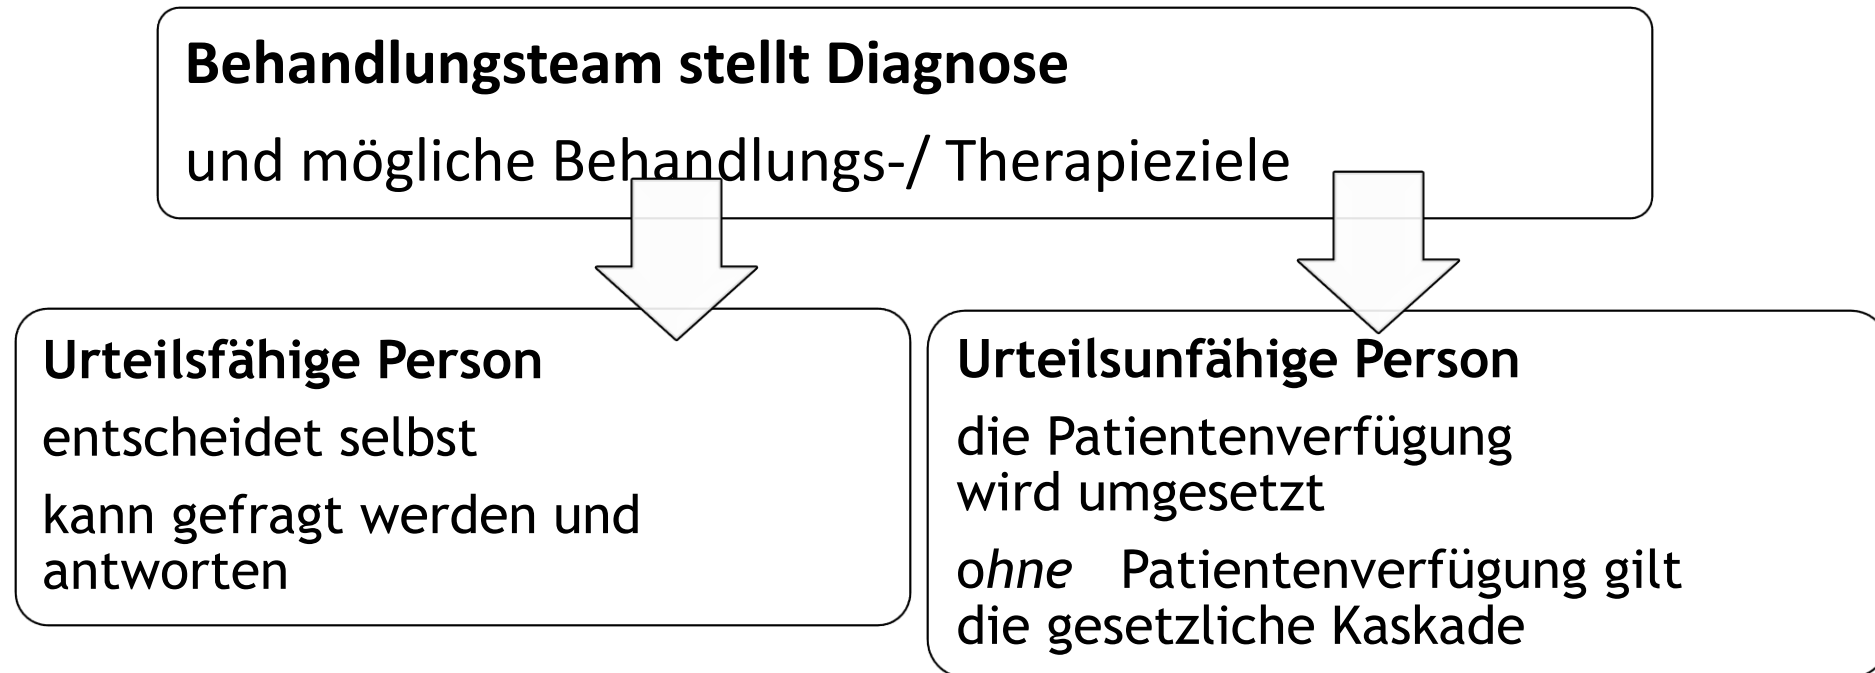 Behandlungsteam stellt Diagnose
und mögliche Behandlungs-/ Therapieziele
Urteilsfähige Person
entscheidet selbst
kann gefragt werden und
antworten
Urteilsunfähige Person
die Patientenverfügung
wird umgesetzt
ohne Patientenverfügung gilt
die gesetzliche Kaskade